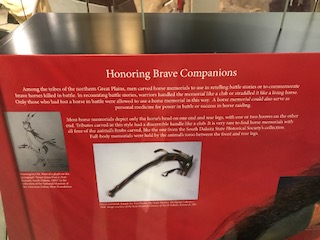 Honoring Brave Companions
Among the tribes of the northern Great Plains, men carved horse memorials to use in retelling battle stories or to commemorate
brave horses killed in battle. In recounting battle stories, warriors handled the memorial like a club or straddled it like a living horse.
Only those who had lost a horse in battle were allowed to use a horse memorial in this way. A horse memorial could also serve as
personal medicine for power in battle or success in horse raiding.
Most horse memorials depict only the horse's head on one end and rear legs, with one or two hooves on the other
end. Tributes carved in this style had a discernible handle like a club. It is very rare to find horse memorials with
all four of the animal's limbs carved, like the one from the South Dakota State Historical Society's collection.
Full-body memorials were held by the animals torso between the front and rear legs.